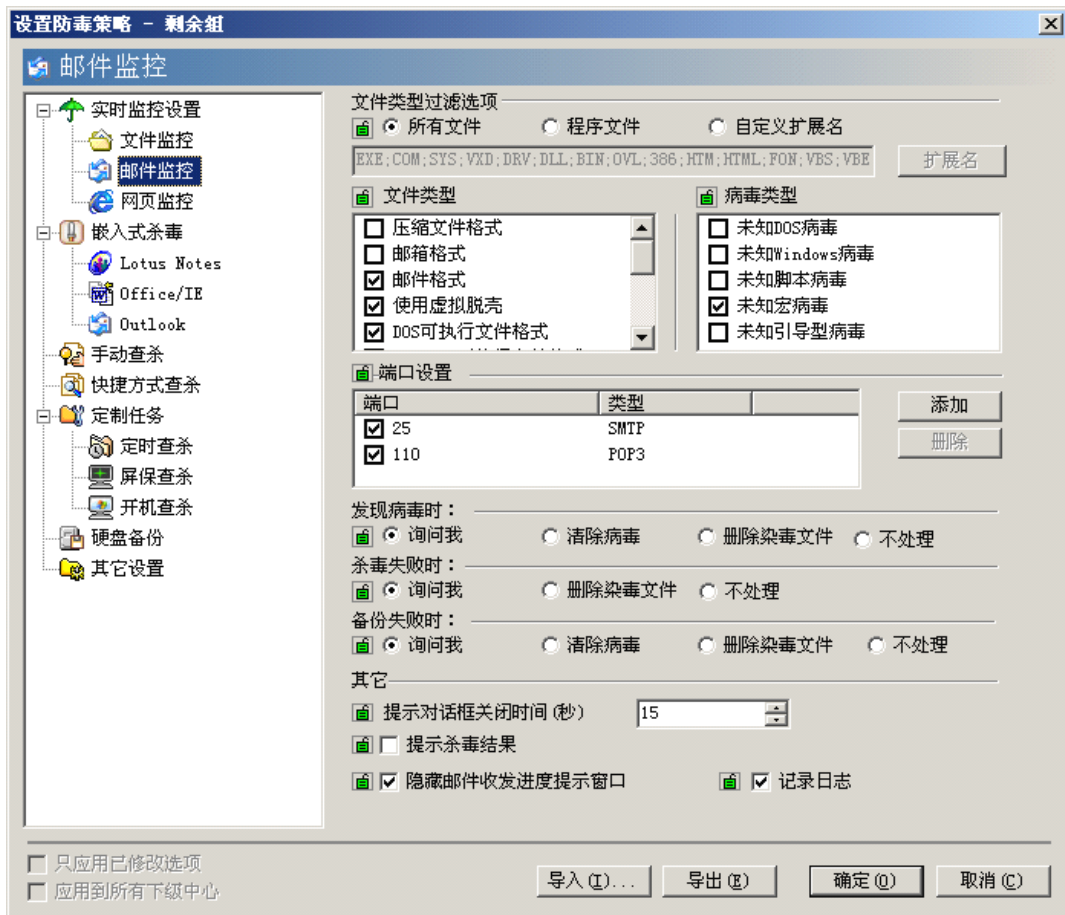 设置防毒策略 - 剩余组
邮件监控
实时监控设置
文件监控
邮件监控
网页监控
嵌入式杀毒
Lotus Notes
Office/IE
Outlook
手动查杀
快捷方式查杀
定制任务
定时查杀
屏保查杀
开机查杀
硬盘备份
其它设置
文件类型过滤选项
所有文件 程序文件 自定义扩展名
EXE;COM;SYS;VXD;DRV;DLL;BIN;OVL;386;HTM;HTML;FON;VBS;VBE 扩展名
文件类型 病毒类型
压缩文件格式 未知DOS病毒
邮箱格式 未知Windows病毒
邮件格式 未知脚本病毒
使用虚拟脱壳 未知宏病毒
DOS可执行文件格式 未知引导型病毒
端口设置
端口 类型 添加
25 SMTP
删除
110 POP3
发现病毒时：
询问我 清除病毒 删除染毒文件 不处理
杀毒失败时：
询问我 删除染毒文件 不处理
备份失败时：
询问我 清除病毒 删除染毒文件 不处理
其它
提示对话框关闭时间(秒) 15
提示杀毒结果
隐藏邮件收发进度提示窗口 记录日志
只应用已修改选项
应用到所有下级中心
导入(I)... 导出(E) 确定(O) 取消(C)